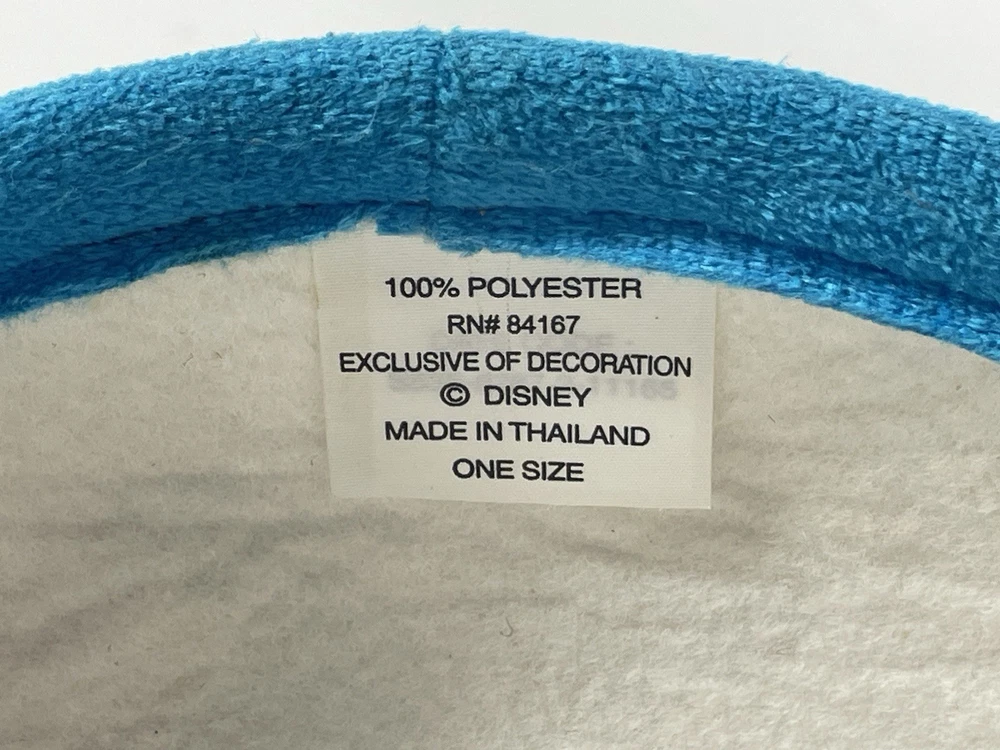 100% POLYESTER
RN# 84167
EXCLUSIVE OF DECORATION
© DISNEY
MADE IN THAILAND
ONE SIZE